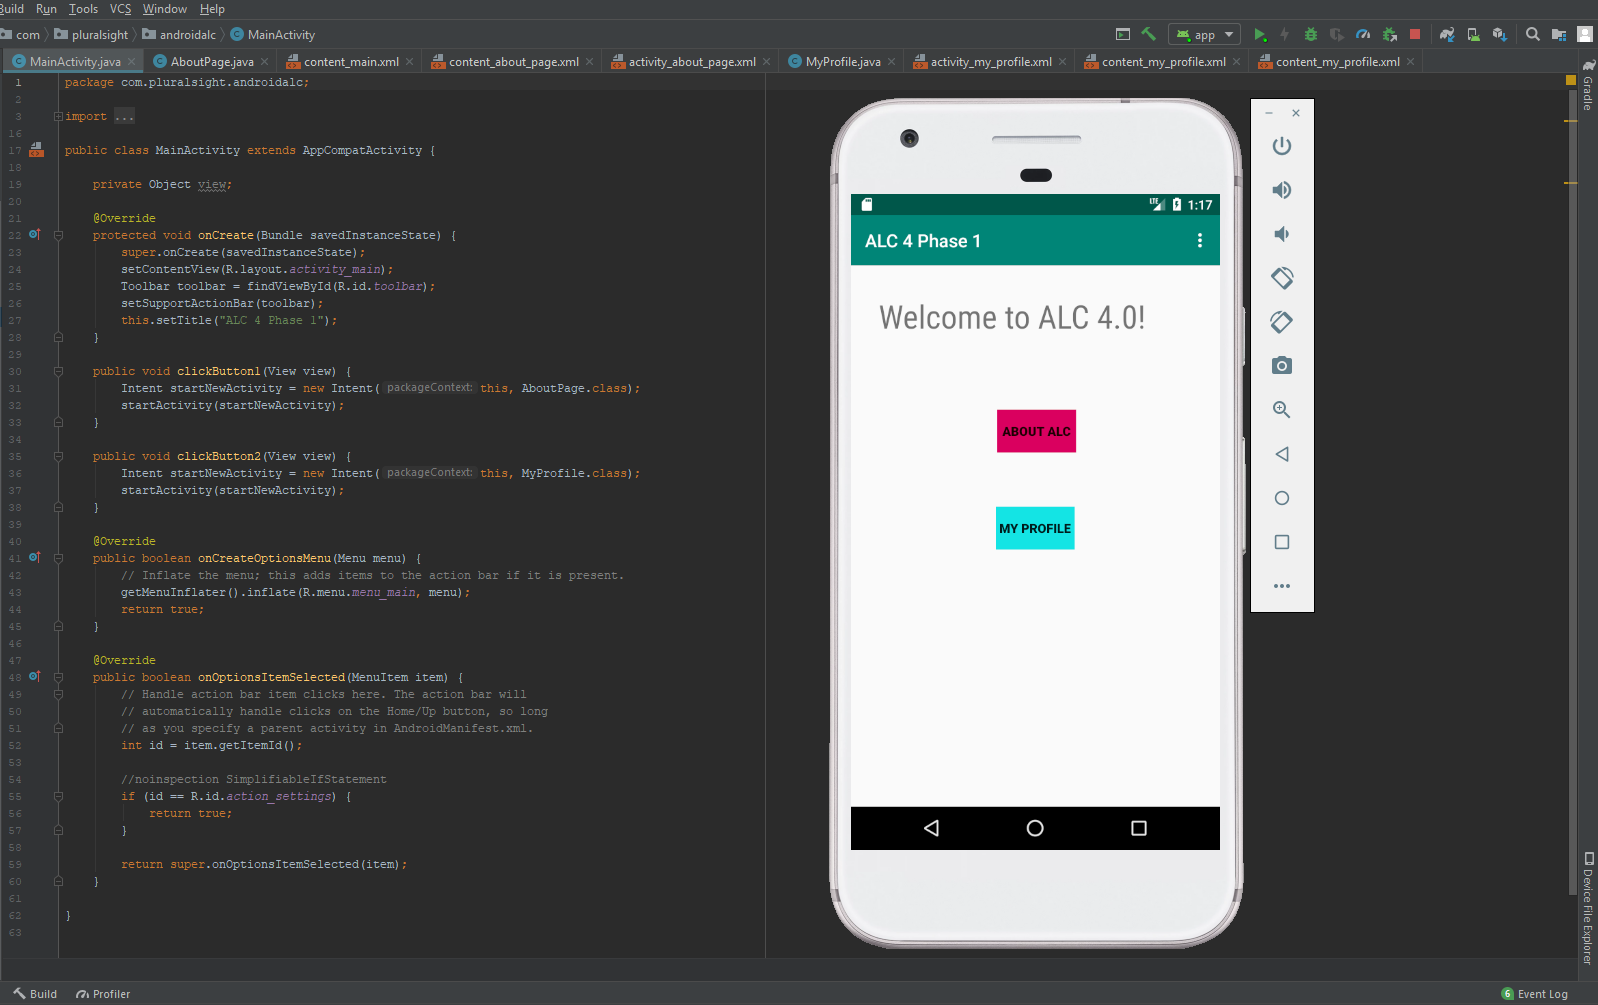 Build Run Tools VCS Window Help
com pluralsight androidalc MainActivity app
MainActivity.java AboutPage.java content_main.xml content_about_page.xml activity_about_page.xml MyProfile.java activity_my_profile.xml content_my_profile.xml content_my_profile.xml
1 package com.pluralsight.androidalc;
2
3 import ...
16
17 public class MainActivity extends AppCompatActivity {
18
19 private Object view;
20
21 @Override
22 protected void onCreate(Bundle savedInstanceState) {
23 super.onCreate(savedInstanceState);
24 setContentView(R.layout.activity_main);
25 Toolbar toolbar = findViewById(R.id.toolbar);
26 setSupportActionBar(toolbar);
27 this.setTitle("ALC 4 Phase 1");
28 }
29
30 public void clickButton1(View view) {
31 Intent startNewActivity = new Intent( packageContext: this, AboutPage.class);
32 startActivity(startNewActivity);
33 }
34
35 public void clickButton2(View view) {
36 Intent startNewActivity = new Intent( packageContext: this, MyProfile.class);
37 startActivity(startNewActivity);
38 }
39
40 @Override
41 public boolean onCreateOptionsMenu(Menu menu) {
42 // Inflate the menu; this adds items to the action bar if it is present.
43 getMenuInflater().inflate(R.menu.menu_main, menu);
44 return true;
45 }
46
47 @Override
48 public boolean onOptionsItemSelected(MenuItem item) {
49 // Handle action bar item clicks here. The action bar will
50 // automatically handle clicks on the Home/Up button, so long
51 // as you specify a parent activity in AndroidManifest.xml.
52 int id = item.getItemId();
53
54 //noinspection SimplifiableIfStatement
55 if (id == R.id.action_settings) {
56 return true;
57 }
58
59 return super.onOptionsItemSelected(item);
60 }
61
62 }
63
LTE 1:17
ALC 4 Phase 1
Welcome to ALC 4.0!
ABOUT ALC
MY PROFILE
Gradle
Device File Explorer
Build Profiler 6 Event Log